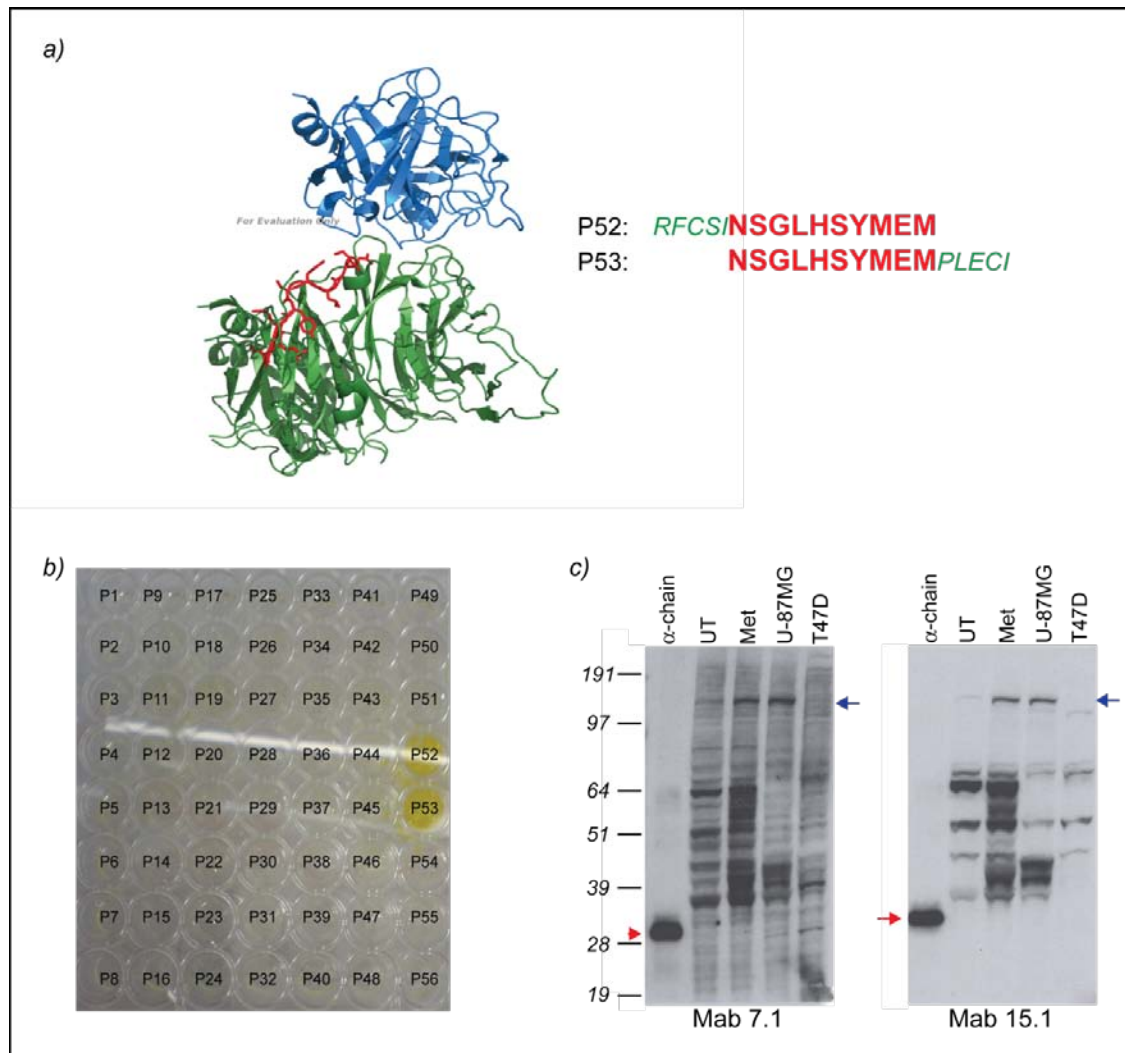 a)
For Evaluation Only
P52: RFCSINSGLHSYMEM
P53: NSGLHSYMEMPLECI
b)
P1 P9 P17 P25 P33 P41 P49
P2 P10 P18 P26 P34 P42 P50
P3 P11 P19 P27 P35 P43 P51
P4 P12 P20 P28 P36 P44 P52
P5 P13 P21 P29 P37 P45 P53
P6 P14 P22 P30 P38 P46 P54
P7 P15 P23 P31 P39 P47 P55
P8 P16 P24 P32 P40 P48 P56
c)
α-chain UT Met U-87MG T47D
α-chain UT Met U-87MG T47D
191
97
64
51
39
28
19
Mab 7.1 Mab 15.1